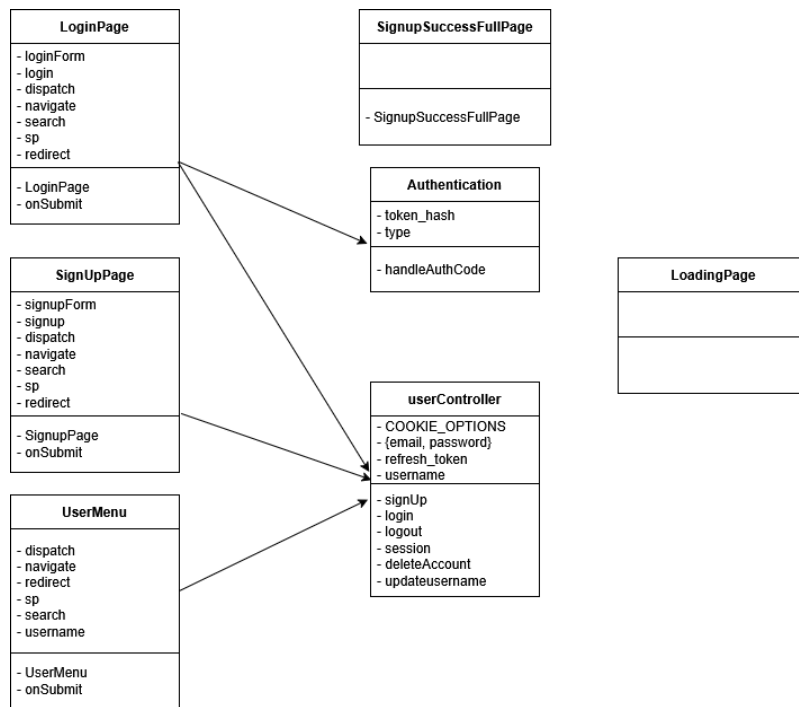 LoginPage
- loginForm
- login
- dispatch
- navigate
- search
- sp
- redirect
- LoginPage
- onSubmit
SignupSuccessFullPage
- SignupSuccessFullPage
Authentication
- token_hash
- type
- handleAuthCode
SignUpPage
- signupForm
- signup
- dispatch
- navigate
- search
- sp
- redirect
- SignupPage
- onSubmit
LoadingPage
userController
- COOKIE_OPTIONS
- {email, password}
- refresh_token
- username
- signUp
- login
- logout
- session
- deleteAccount
- updateusername
UserMenu
- dispatch
- navigate
- redirect
- sp
- search
- username
- UserMenu
- onSubmit